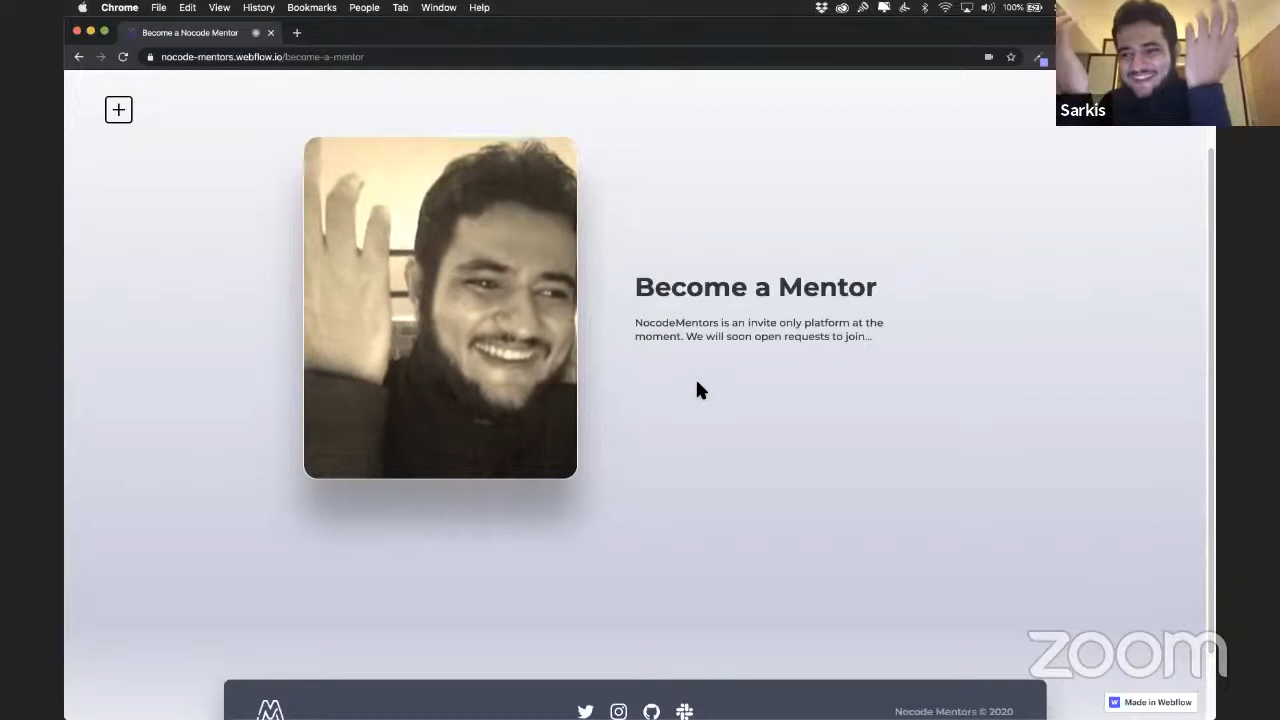 Chrome File Edit View History Bookmarks People Tab Window Help 100%
Become a Nocode Mentor
nocode-mentors.webflow.io/become-a-mentor
Sarkis
Become a Mentor
NocodeMentors is an invite only platform at the
moment. We will soon open requests to join...
zoom
Made in Webflow
Nocode Mentors © 2020